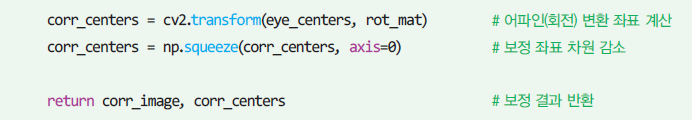 corr_centers = cv2.transform(eye_centers, rot_mat) # 어파인(회전) 변환 좌표 계산
corr_centers = np.squeeze(corr_centers, axis=0) # 보정 좌표 차원 감소
return corr_image, corr_centers # 보정 결과 반환